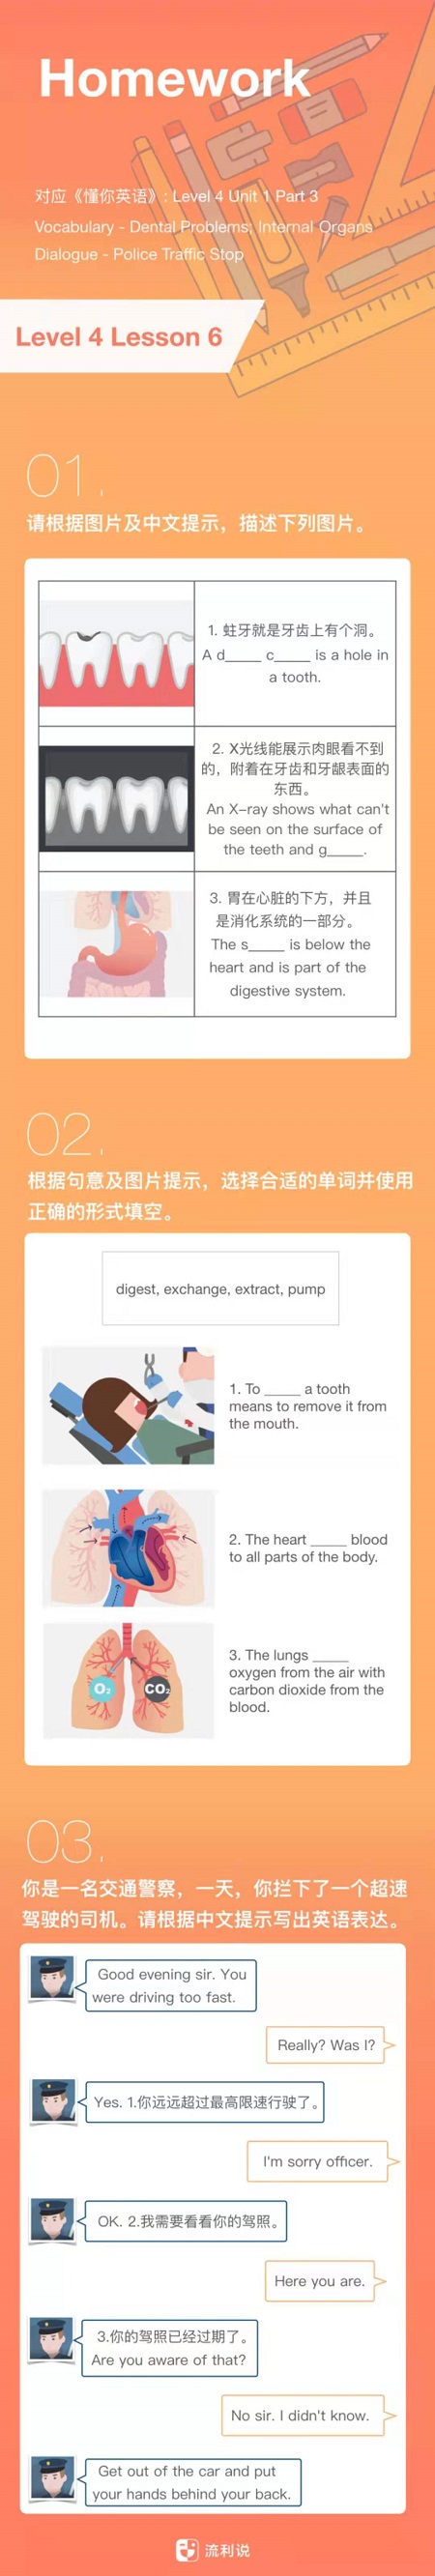 Homework
对应《懂你英语》: Level 4 Unit 1 Part 3
Vocabulary - Dental Problems; Internal Organs
Dialogue - Police Traffic Stop
Level 4 Lesson 6
01.
请根据图片及中文提示，描述下列图片。
1. 蛀牙就是牙齿上有个洞。
A d_____ c_____ is a hole in
a tooth.
2. X光线能展示肉眼看不到
的，附着在牙齿和牙龈表面的
东西。
An X-ray shows what can't
be seen on the surface of
the teeth and g_____.
3. 胃在心脏的下方，并且
是消化系统的一部分。
The s_____ is below the
heart and is part of the
digestive system.
02.
根据句意及图片提示，选择合适的单词并使用
正确的形式填空。
digest, exchange, extract, pump
1. To _____ a tooth
means to remove it from
the mouth.
2. The heart _____ blood
to all parts of the body.
3. The lungs _____
oxygen from the air with
carbon dioxide from the
blood.
O₂ CO₂
03.
你是一名交通警察，一天，你拦下了一个超速
驾驶的司机。请根据中文提示写出英语表达。
Good evening sir. You
were driving too fast.
Really? Was I?
Yes. 1.你远远超过最高限速行驶了。
I'm sorry officer.
OK. 2.我需要看看你的驾照。
Here you are.
3.你的驾照已经过期了。
Are you aware of that?
No sir. I didn't know.
Get out of the car and put
your hands behind your back.
流利说